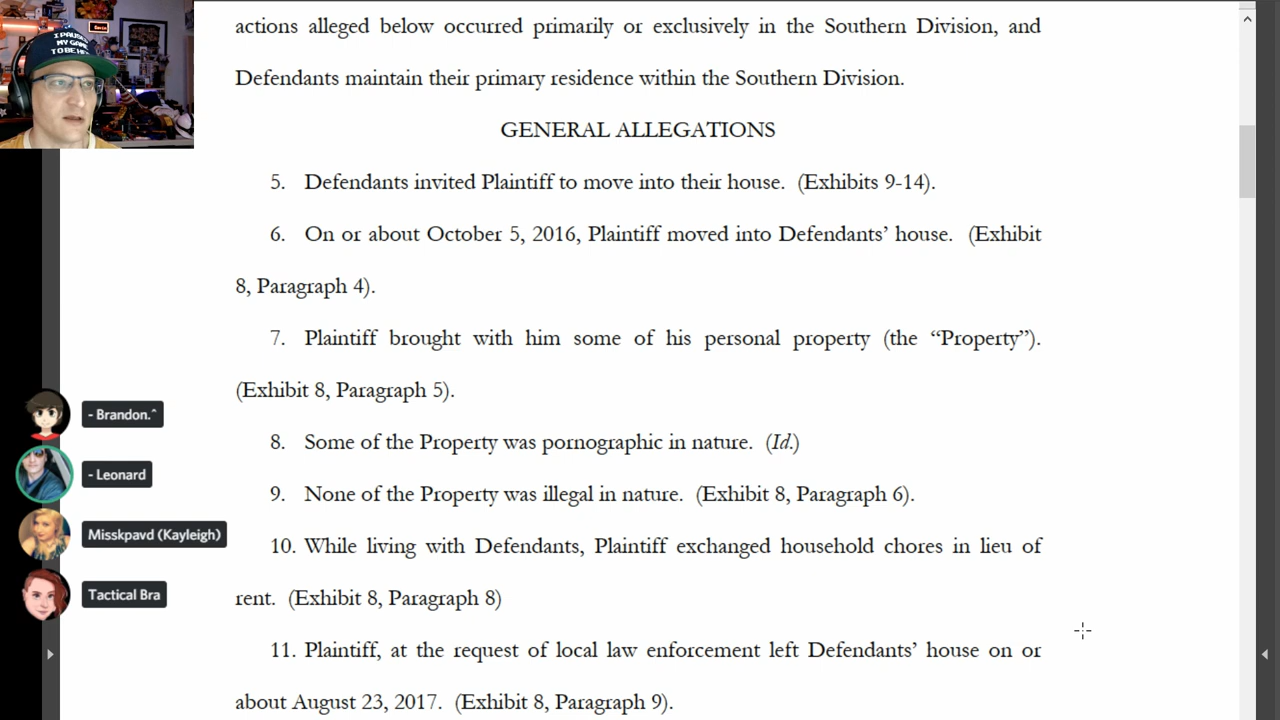 actions alleged below occurred primarily or exclusively in the Southern Division, and
Defendants maintain their primary residence within the Southern Division.
GENERAL ALLEGATIONS
5. Defendants invited Plaintiff to move into their house. (Exhibits 9-14).
6. On or about October 5, 2016, Plaintiff moved into Defendants’ house. (Exhibit
8, Paragraph 4).
7. Plaintiff brought with him some of his personal property (the “Property”).
(Exhibit 8, Paragraph 5).
8. Some of the Property was pornographic in nature. (Id.)
9. None of the Property was illegal in nature. (Exhibit 8, Paragraph 6).
10. While living with Defendants, Plaintiff exchanged household chores in lieu of
rent. (Exhibit 8, Paragraph 8)
11. Plaintiff, at the request of local law enforcement left Defendants’ house on or
about August 23, 2017. (Exhibit 8, Paragraph 9).
I PAUSED
MY GAME
TO BE HE
- Brandon.^
- Leonard
Misskpavd (Kayleigh)
Tactical Bra